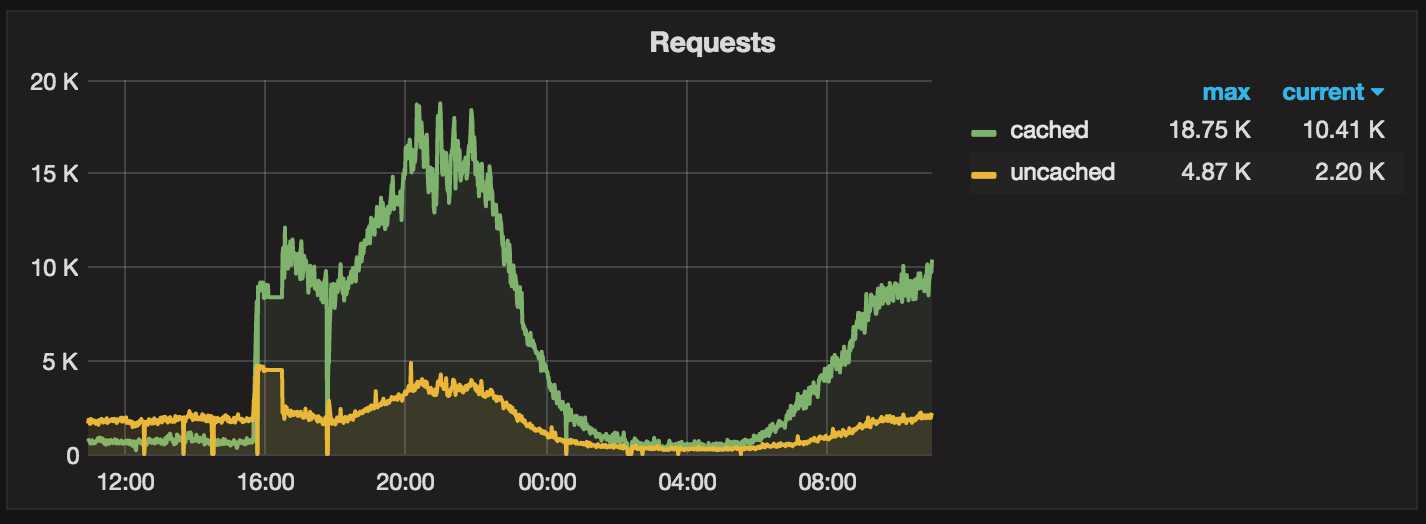 Requests
20 K
15 K
10 K
5 K
0
12:00 16:00 20:00 00:00 04:00 08:00
max current
cached 18.75 K 10.41 K
uncached 4.87 K 2.20 K